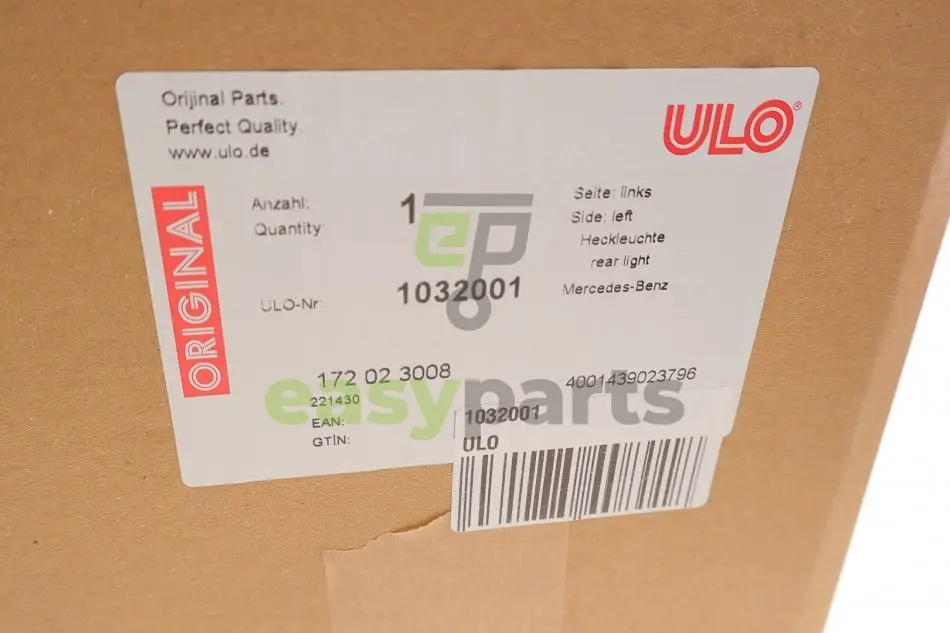 Orijinal Parts.
Perfect Quality.
www.ulo.de
ULO®
ORIGINAL
Anzahl: 1
Quantity
Seite: links
Side: left
Heckleuchte
rear light
Mercedes-Benz
ULO-Nr: 1032001
172 02 3008
221430
EAN:
GTIN:
4001439023796
ep
easyparts
1032001
ULO